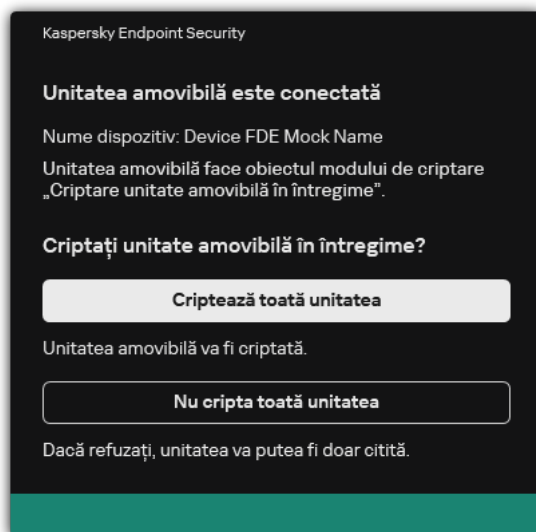 Kaspersky Endpoint Security
Unitatea amovibilă este conectată
Nume dispozitiv: Device FDE Mock Name
Unitatea amovibilă face obiectul modului de criptare
„Criptare unitate amovibilă în întregime”.
Criptați unitate amovibilă în întregime?
Criptează toată unitatea
Unitatea amovibilă va fi criptată.
Nu cripta toată unitatea
Dacă refuzați, unitatea va putea fi doar citită.